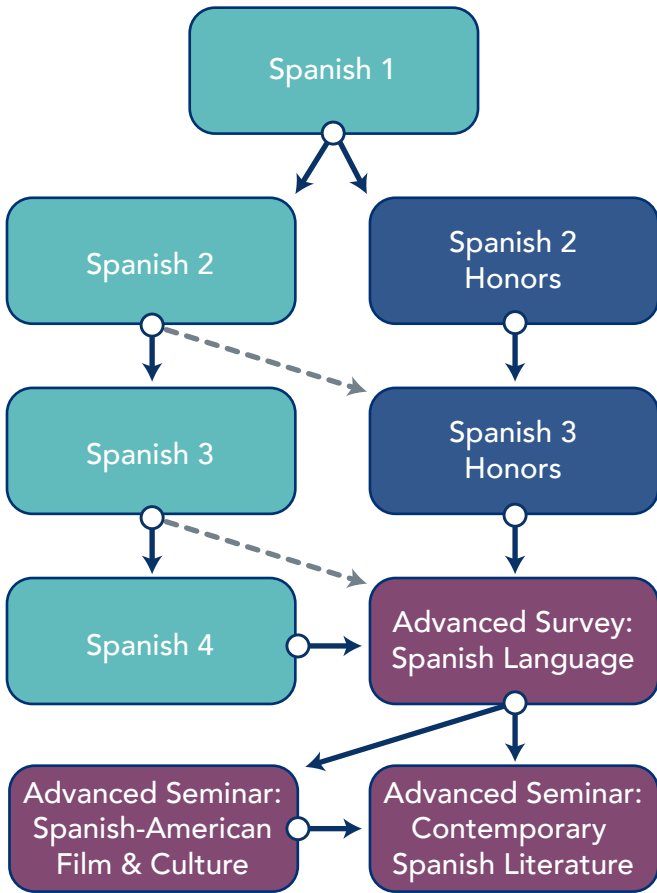 Spanish 1
Spanish 2
Spanish 2
Honors
Spanish 3
Spanish 3
Honors
Spanish 4
Advanced Survey:
Spanish Language
Advanced Seminar:
Spanish-American
Film & Culture
Advanced Seminar:
Contemporary
Spanish Literature